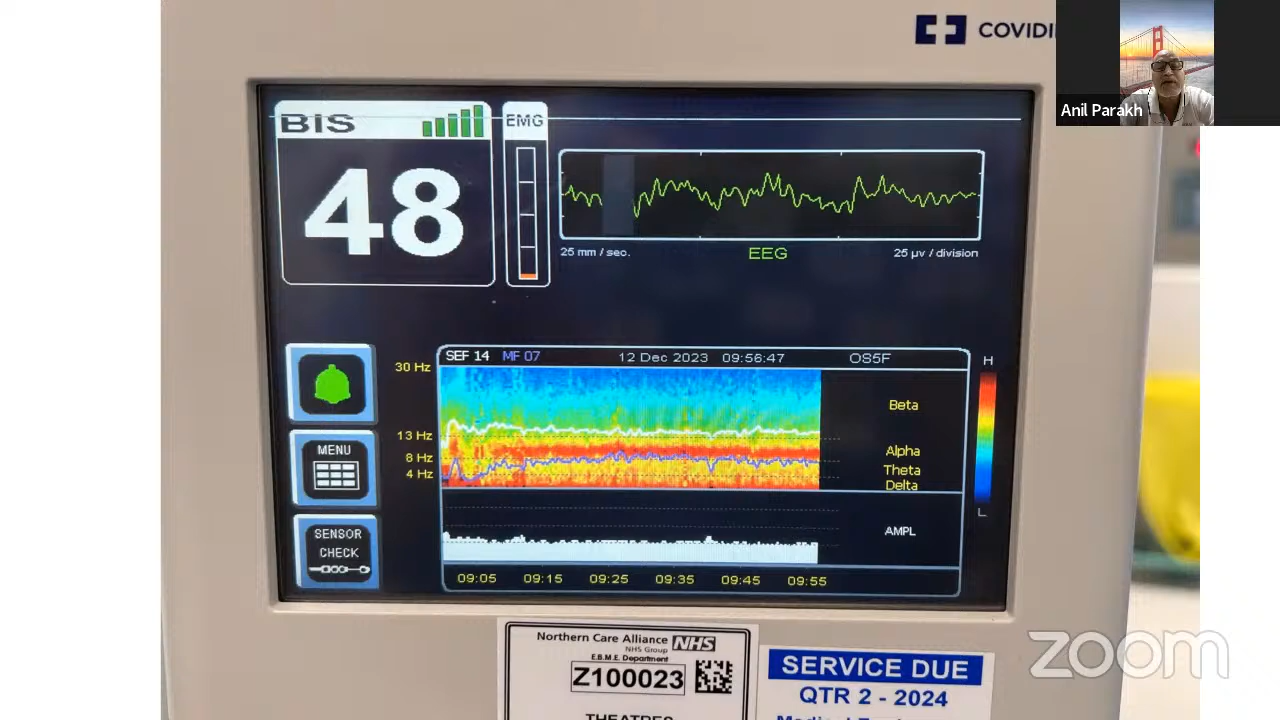 COVIDI
Anil Parakh
BIS
EMG
48
25 mm / sec.
EEG
25 µv / division
SEF 14 MF 07 12 Dec 2023 09:56:47 OS5F
H
30 Hz
Beta
13 Hz
Alpha
8 Hz
Theta
4 Hz
Delta
L
MENU
AMPL
SENSOR
CHECK
09:05 09:15 09:25 09:35 09:45 09:55
Northern Care Alliance NHS
NHS Group
E.B.M.E. Department
Z100023
THEATRES
SERVICE DUE
QTR 2 - 2024
zoom